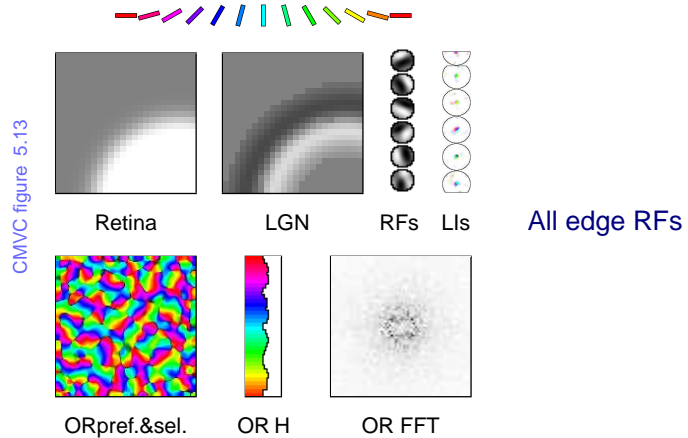 CMVC figure 5.13
Retina
LGN
RFs
LIs
All edge RFs
ORpref.&sel.
OR H
OR FFT